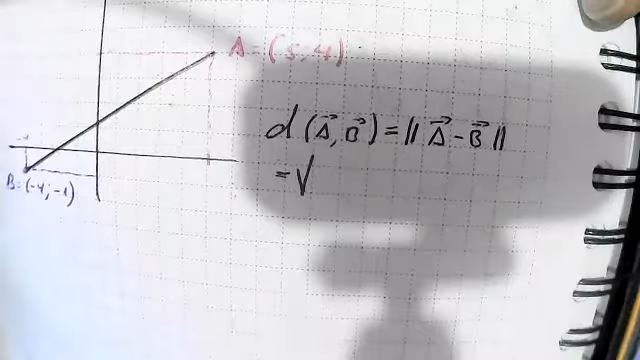 A = (5;4)
d (A⃗, B⃗) = || A⃗ - B⃗ ||
= √
B=(-4;-1)